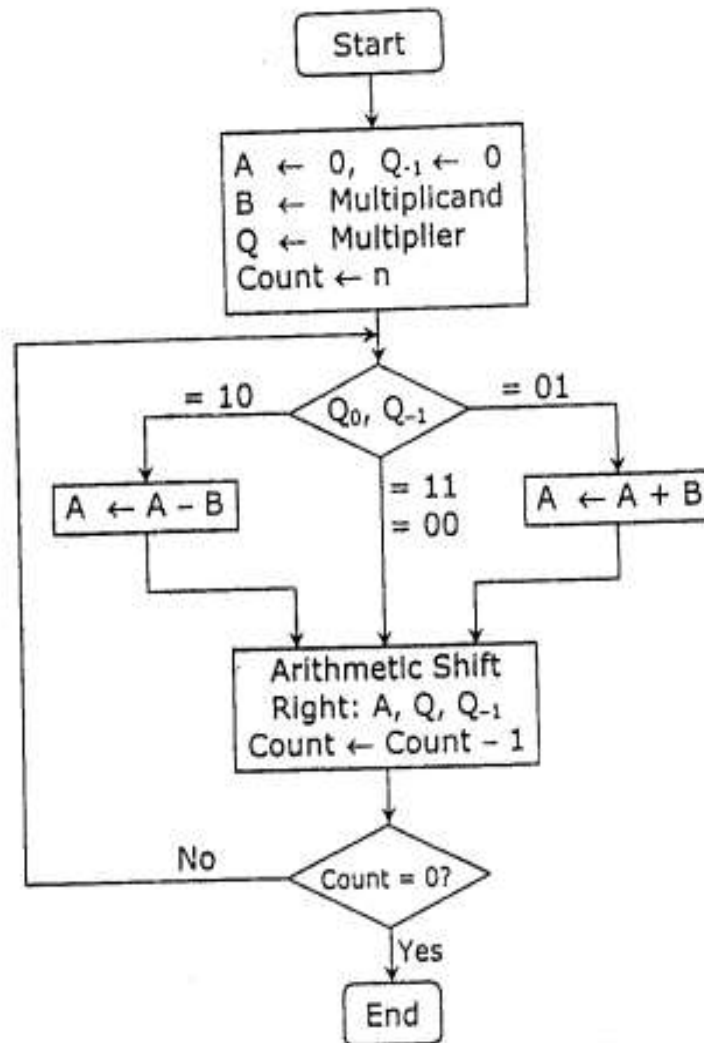 Start
A ← 0, Q₋₁ ← 0
B ← Multiplicand
Q ← Multiplier
Count ← n
= 10
Q₀, Q₋₁
= 01
A ← A – B
= 11
= 00
A ← A + B
Arithmetic Shift
Right: A, Q, Q₋₁
Count ← Count – 1
No
Count = 0?
Yes
End